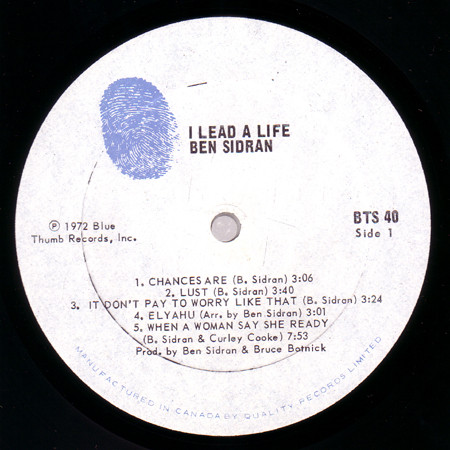 I LEAD A LIFE
BEN SIDRAN
℗ 1972 Blue
Thumb Records, Inc.
BTS 40
Side 1
1. CHANCES ARE (B. Sidran) 3:06
2. LUST (B. Sidran) 3:40
3. IT DON'T PAY TO WORRY LIKE THAT (B. Sidran) 3:24
4. ELYAHU (Arr. by Ben Sidran) 3:01
5. WHEN A WOMAN SAY SHE READY
(B. Sidran & Curley Cooke) 7:53
Prod. by Ben Sidran & Bruce Botnick
MANUFACTURED IN CANADA BY QUALITY RECORDS LIMITED